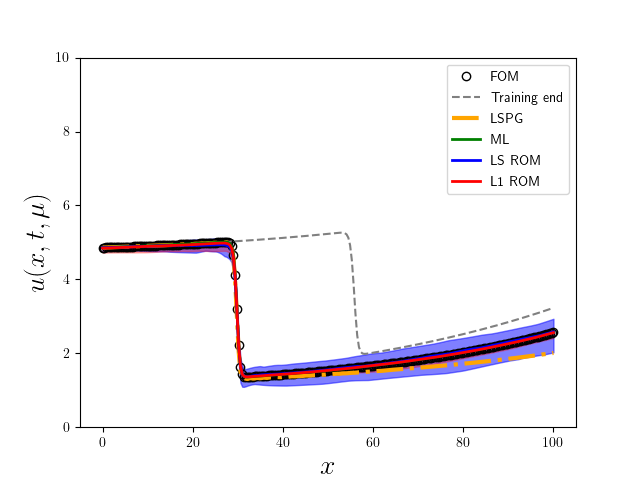 10
8
6
4
2
0
u(x, t, μ)
0 20 40 60 80 100
x
FOM
Training end
LSPG
ML
LS ROM
L1 ROM